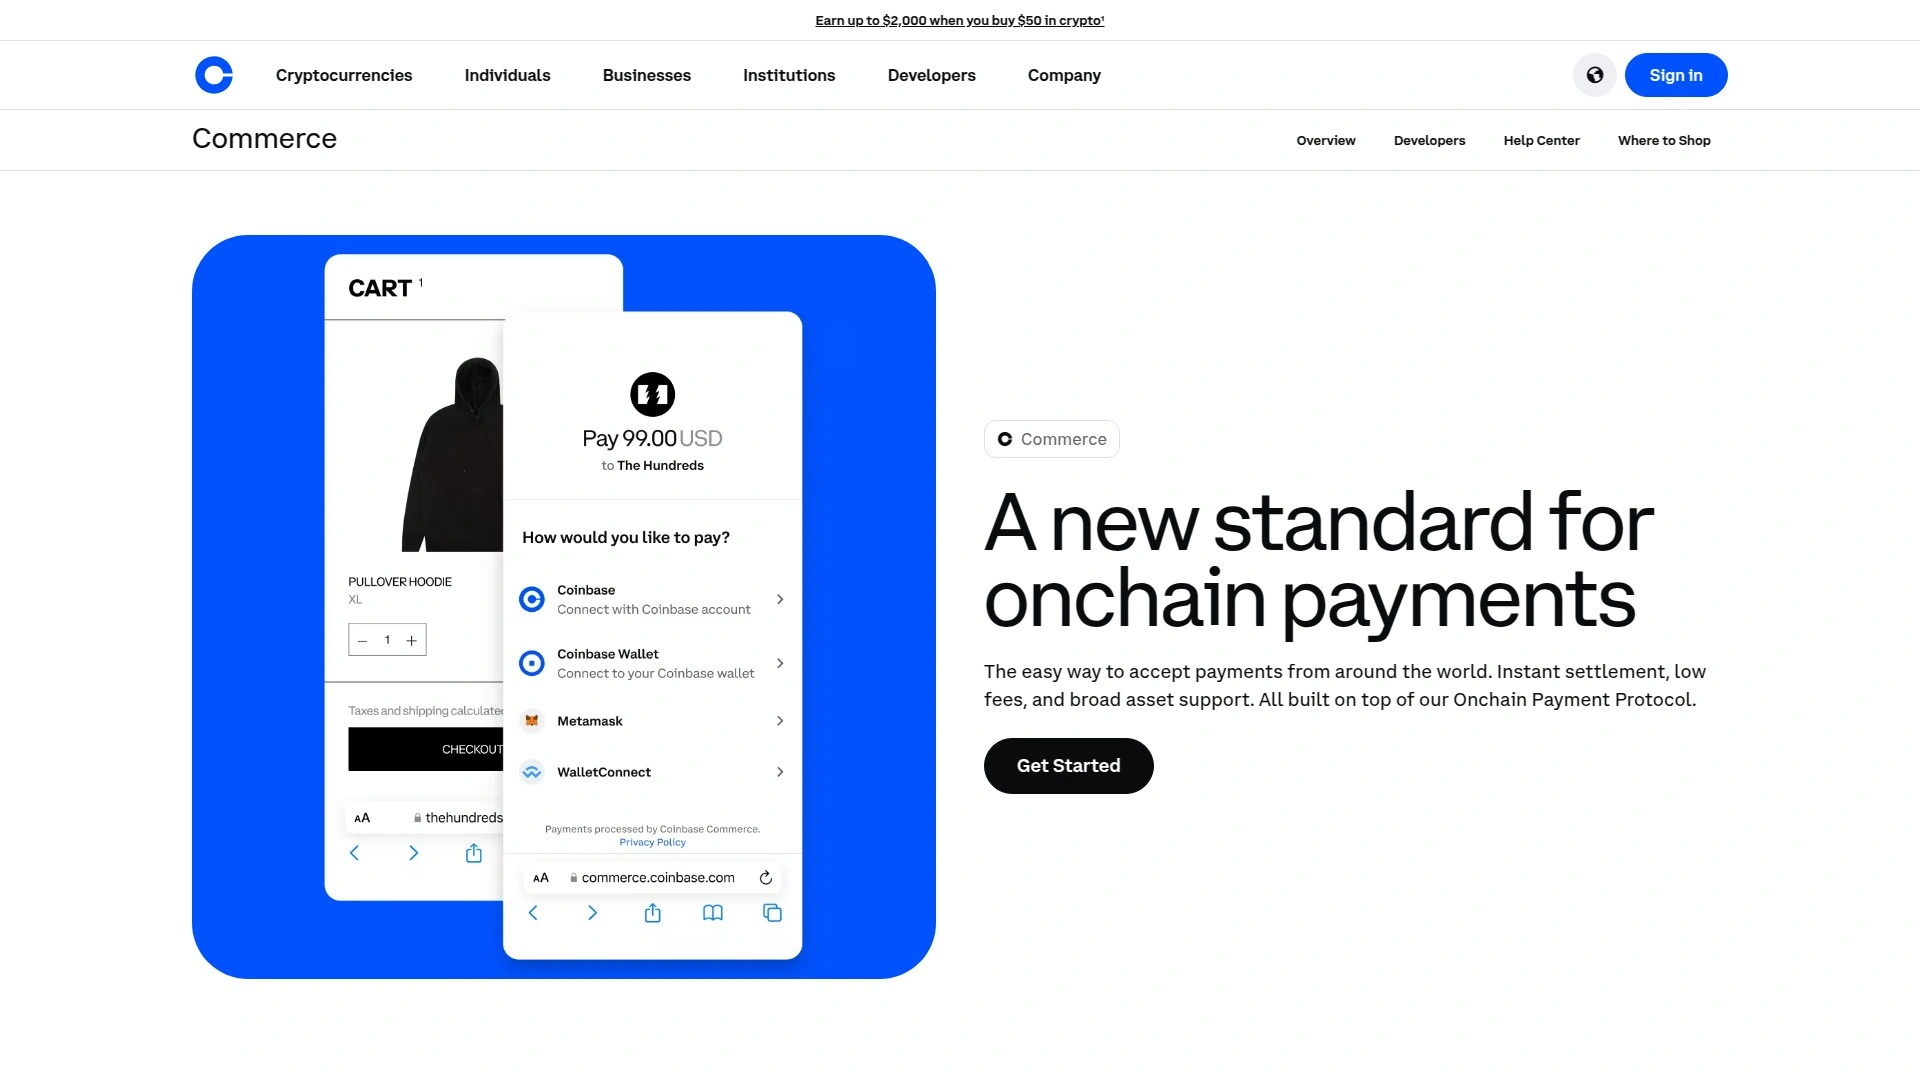 Earn up to $2,000 when you buy $50 in crypto¹
Cryptocurrencies
Individuals
Businesses
Institutions
Developers
Company
Sign in
Commerce
Overview
Developers
Help Center
Where to Shop
CART 1
PULLOVER HOODIE
XL
− 1 +
Taxes and shipping calculated
CHECKOUT
AA thehundreds
Pay 99.00 USD
to The Hundreds
How would you like to pay?
Coinbase
Connect with Coinbase account
Coinbase Wallet
Connect to your Coinbase wallet
Metamask
WalletConnect
Payments processed by Coinbase Commerce.
Privacy Policy
AA commerce.coinbase.com
Commerce
A new standard for
onchain payments
The easy way to accept payments from around the world. Instant settlement, low
fees, and broad asset support. All built on top of our Onchain Payment Protocol.
Get Started